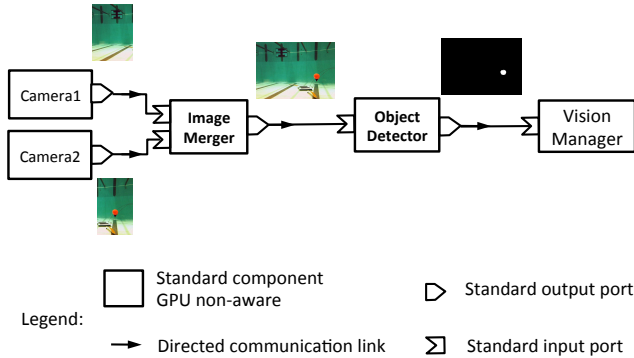 Camera1
Camera2
Image
Merger
Object
Detector
Vision
Manager
Legend:
Standard component
GPU non-aware
Directed communication link
Standard output port
Standard input port